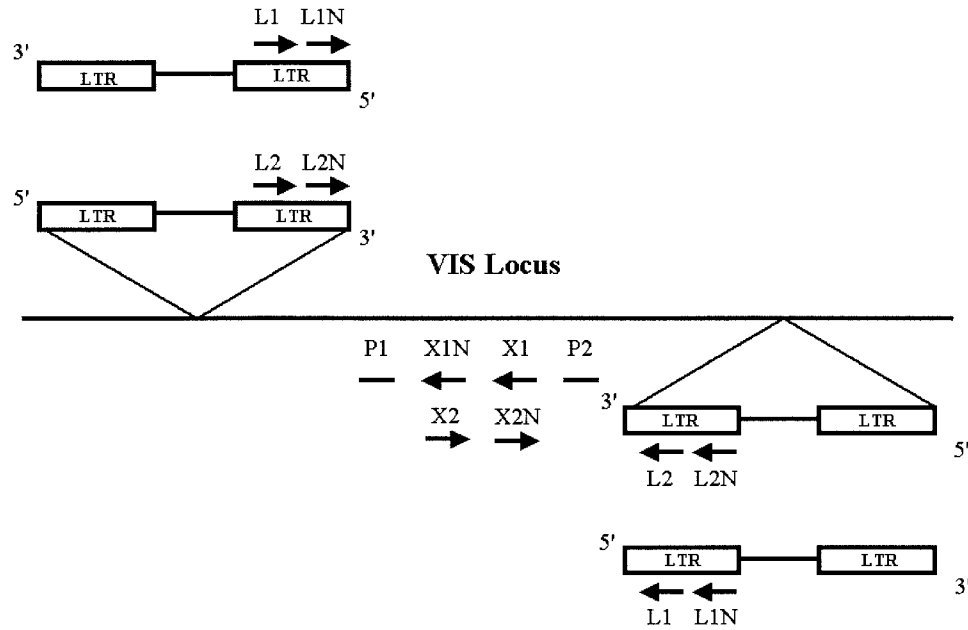 L1 L1N
3'
LTR LTR
5'
L2 L2N
5'
LTR LTR
3'
VIS Locus
P1 X1N X1 P2
X2 X2N
3'
LTR LTR
5'
L2 L2N
5'
LTR LTR
3'
L1 L1N